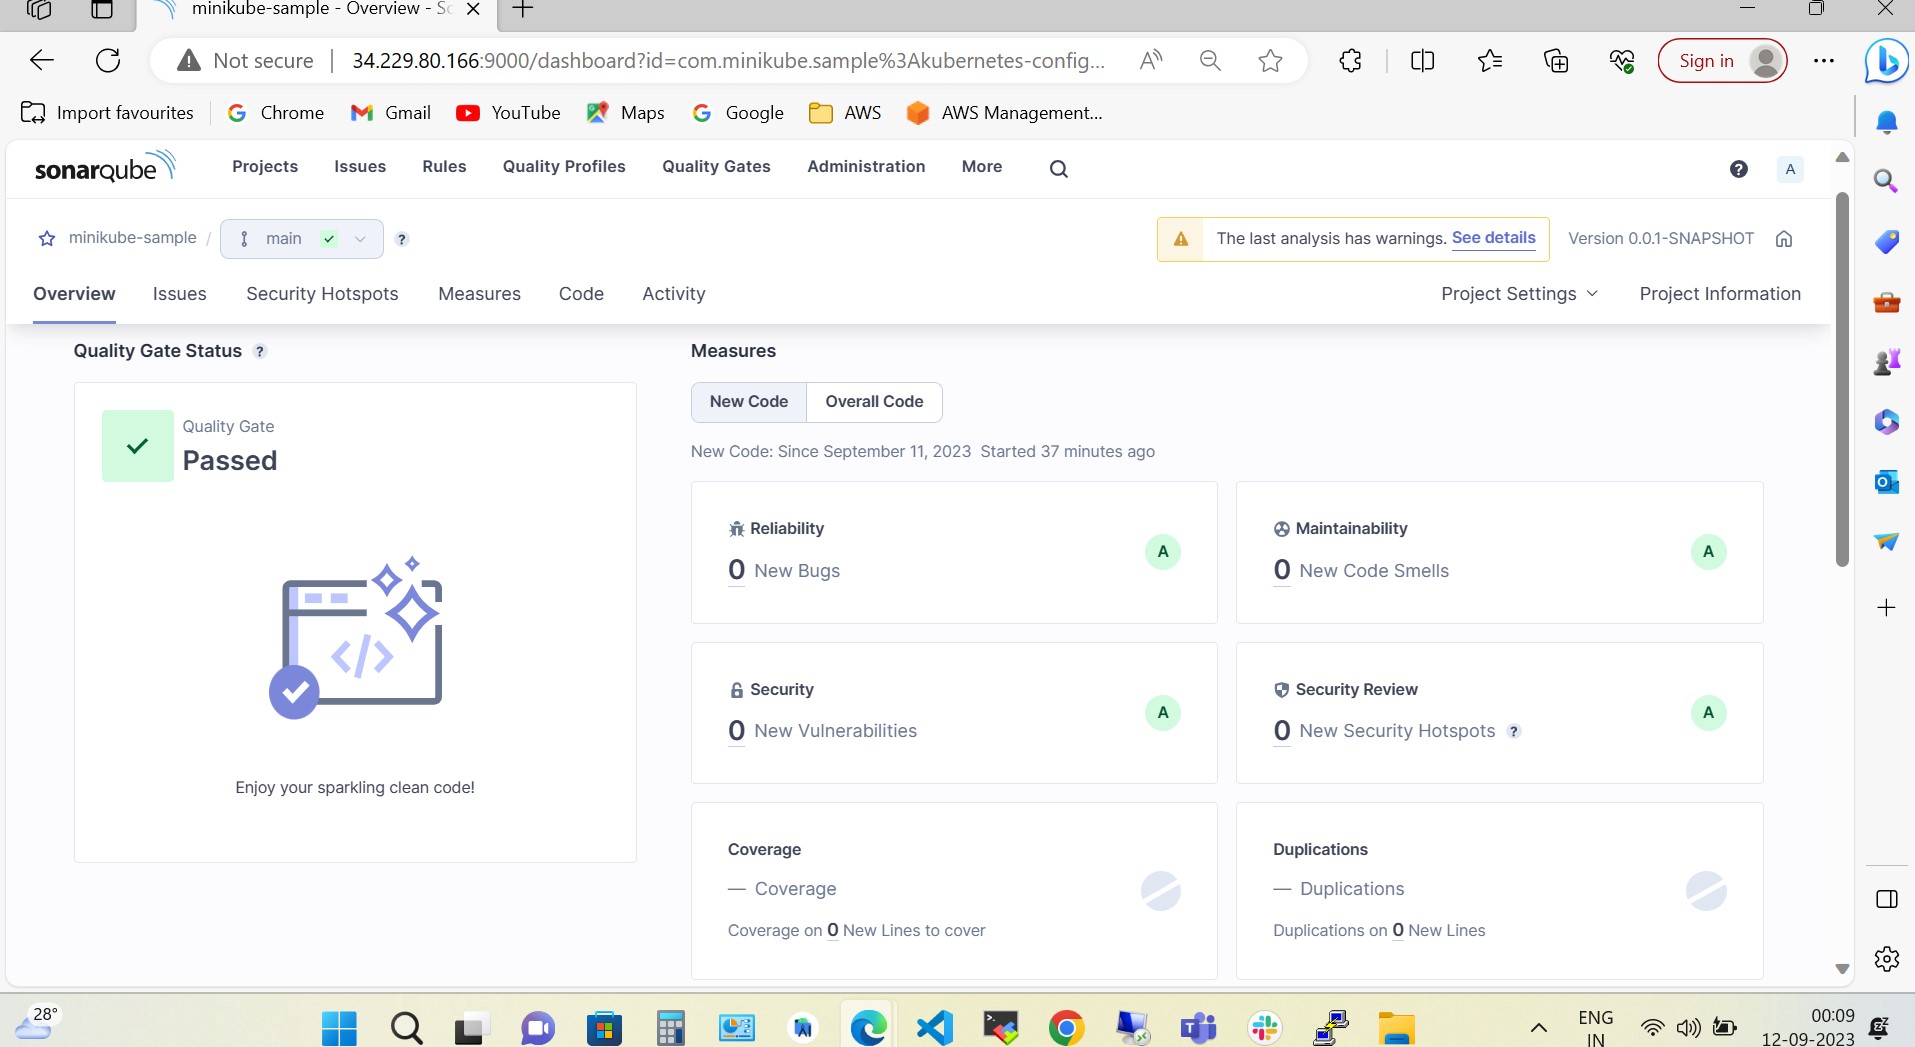 minikube-sample - Overview - So
Not secure
34.229.80.166:9000/dashboard?id=com.minikube.sample%3Akubernetes-config...
Sign in
Import favourites
Chrome
Gmail
YouTube
Maps
Google
AWS
AWS Management...
sonarqube
Projects
Issues
Rules
Quality Profiles
Quality Gates
Administration
More
A
minikube-sample /
main
The last analysis has warnings. See details
Version 0.0.1-SNAPSHOT
Overview
Issues
Security Hotspots
Measures
Code
Activity
Project Settings
Project Information
Quality Gate Status ?
Quality Gate
Passed
Enjoy your sparkling clean code!
Measures
New Code
Overall Code
New Code: Since September 11, 2023 Started 37 minutes ago
Reliability
0 New Bugs
A
Maintainability
0 New Code Smells
A
Security
0 New Vulnerabilities
A
Security Review
0 New Security Hotspots ?
A
Coverage
— Coverage
Coverage on 0 New Lines to cover
Duplications
— Duplications
Duplications on 0 New Lines
28°
ENG
IN
00:09
12-09-2023